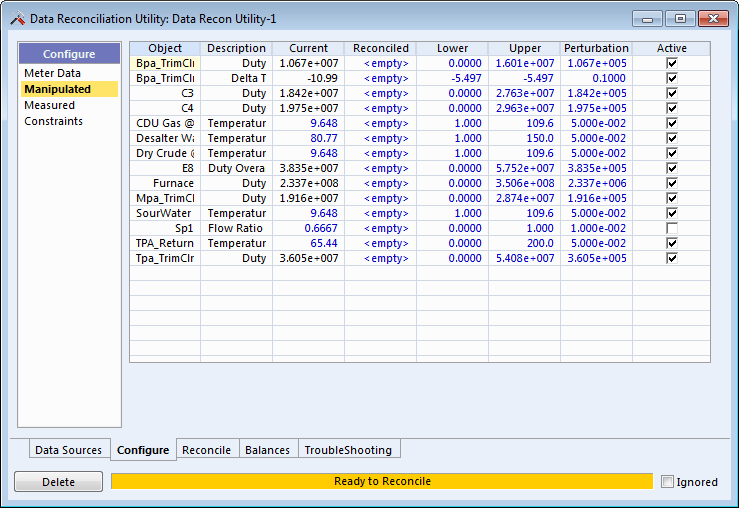 Data Reconciliation Utility: Data Recon Utility-1
Configure
Meter Data
Manipulated
Measured
Constraints
Object Description Current Reconciled Lower Upper Perturbation Active
Bpa_TrimClr Duty 1.067e+007 <empty> 0.0000 1.601e+007 1.067e+005
Bpa_TrimClr Delta T -10.99 <empty> -5.497 -5.497 0.1000
C3 Duty 1.842e+007 <empty> 0.0000 2.763e+007 1.842e+005
C4 Duty 1.975e+007 <empty> 0.0000 2.963e+007 1.975e+005
CDU Gas @ Temperatur 9.648 <empty> 1.000 109.6 5.000e-002
Desalter Wa Temperatur 80.77 <empty> 1.000 150.0 5.000e-002
Dry Crude @ Temperatur 9.648 <empty> 1.000 109.6 5.000e-002
E8 Duty Overa 3.835e+007 <empty> 0.0000 5.752e+007 3.835e+005
Furnace Duty 2.337e+008 <empty> 0.0000 3.506e+008 2.337e+006
Mpa_TrimCl Duty 1.916e+007 <empty> 0.0000 2.874e+007 1.916e+005
SourWater Temperatur 9.648 <empty> 1.000 109.6 5.000e-002
Sp1 Flow Ratio 0.6667 <empty> 0.0000 1.000 1.000e-002
TPA_Return Temperatur 65.44 <empty> 0.0000 200.0 5.000e-002
Tpa_TrimClr Duty 3.605e+007 <empty> 0.0000 5.408e+007 3.605e+005
Data Sources Configure Reconcile Balances TroubleShooting
Delete Ready to Reconcile Ignored